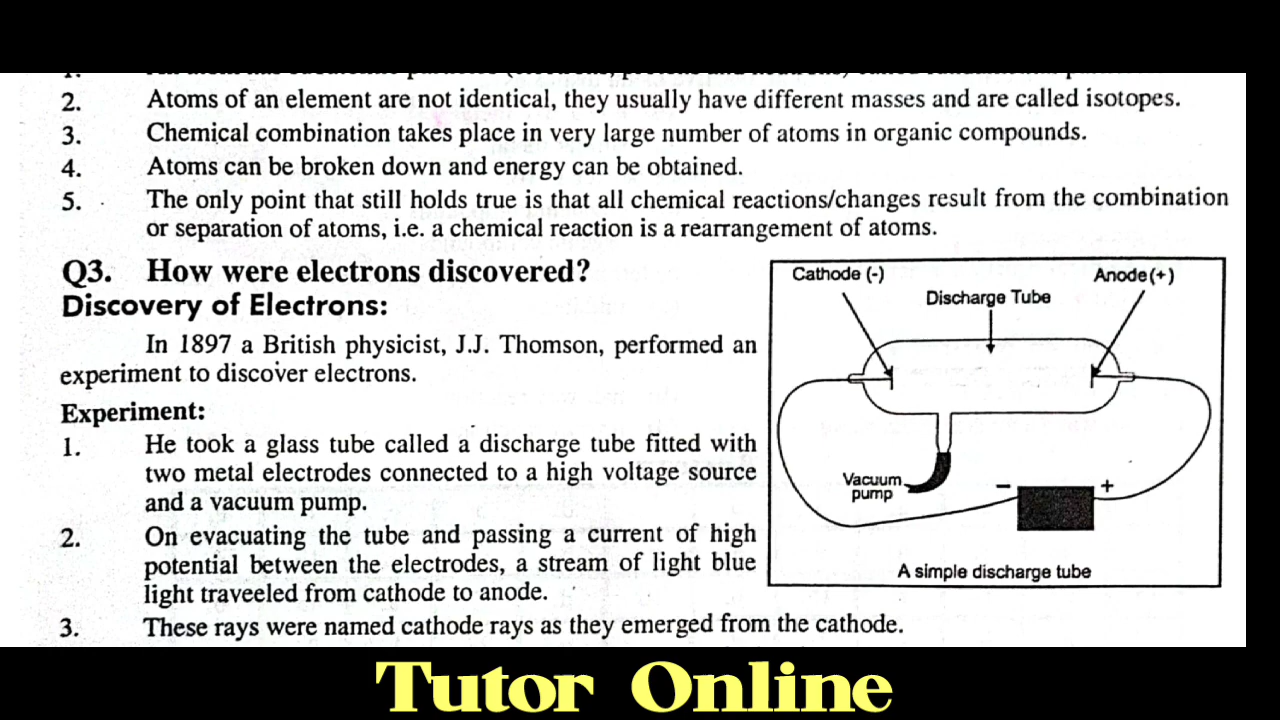 2. Atoms of an element are not identical, they usually have different masses and are called isotopes.
3. Chemical combination takes place in very large number of atoms in organic compounds.
4. Atoms can be broken down and energy can be obtained.
5. The only point that still holds true is that all chemical reactions/changes result from the combination
or separation of atoms, i.e. a chemical reaction is a rearrangement of atoms.
Q3. How were electrons discovered?
Discovery of Electrons:
In 1897 a British physicist, J.J. Thomson, performed an
experiment to discover electrons.
Experiment:
1. He took a glass tube called a discharge tube fitted with
two metal electrodes connected to a high voltage source
and a vacuum pump.
2. On evacuating the tube and passing a current of high
potential between the electrodes, a stream of light blue
light traveeled from cathode to anode.
3. These rays were named cathode rays as they emerged from the cathode.
Cathode (-)
Anode (+)
Discharge Tube
Vacuum
pump
−
+
A simple discharge tube
Tutor Online